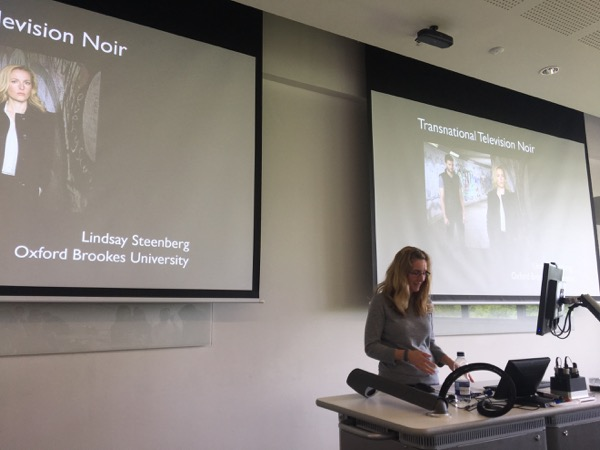 levision Noir
Lindsay Steenberg
Oxford Brookes University
Transnational Television Noir